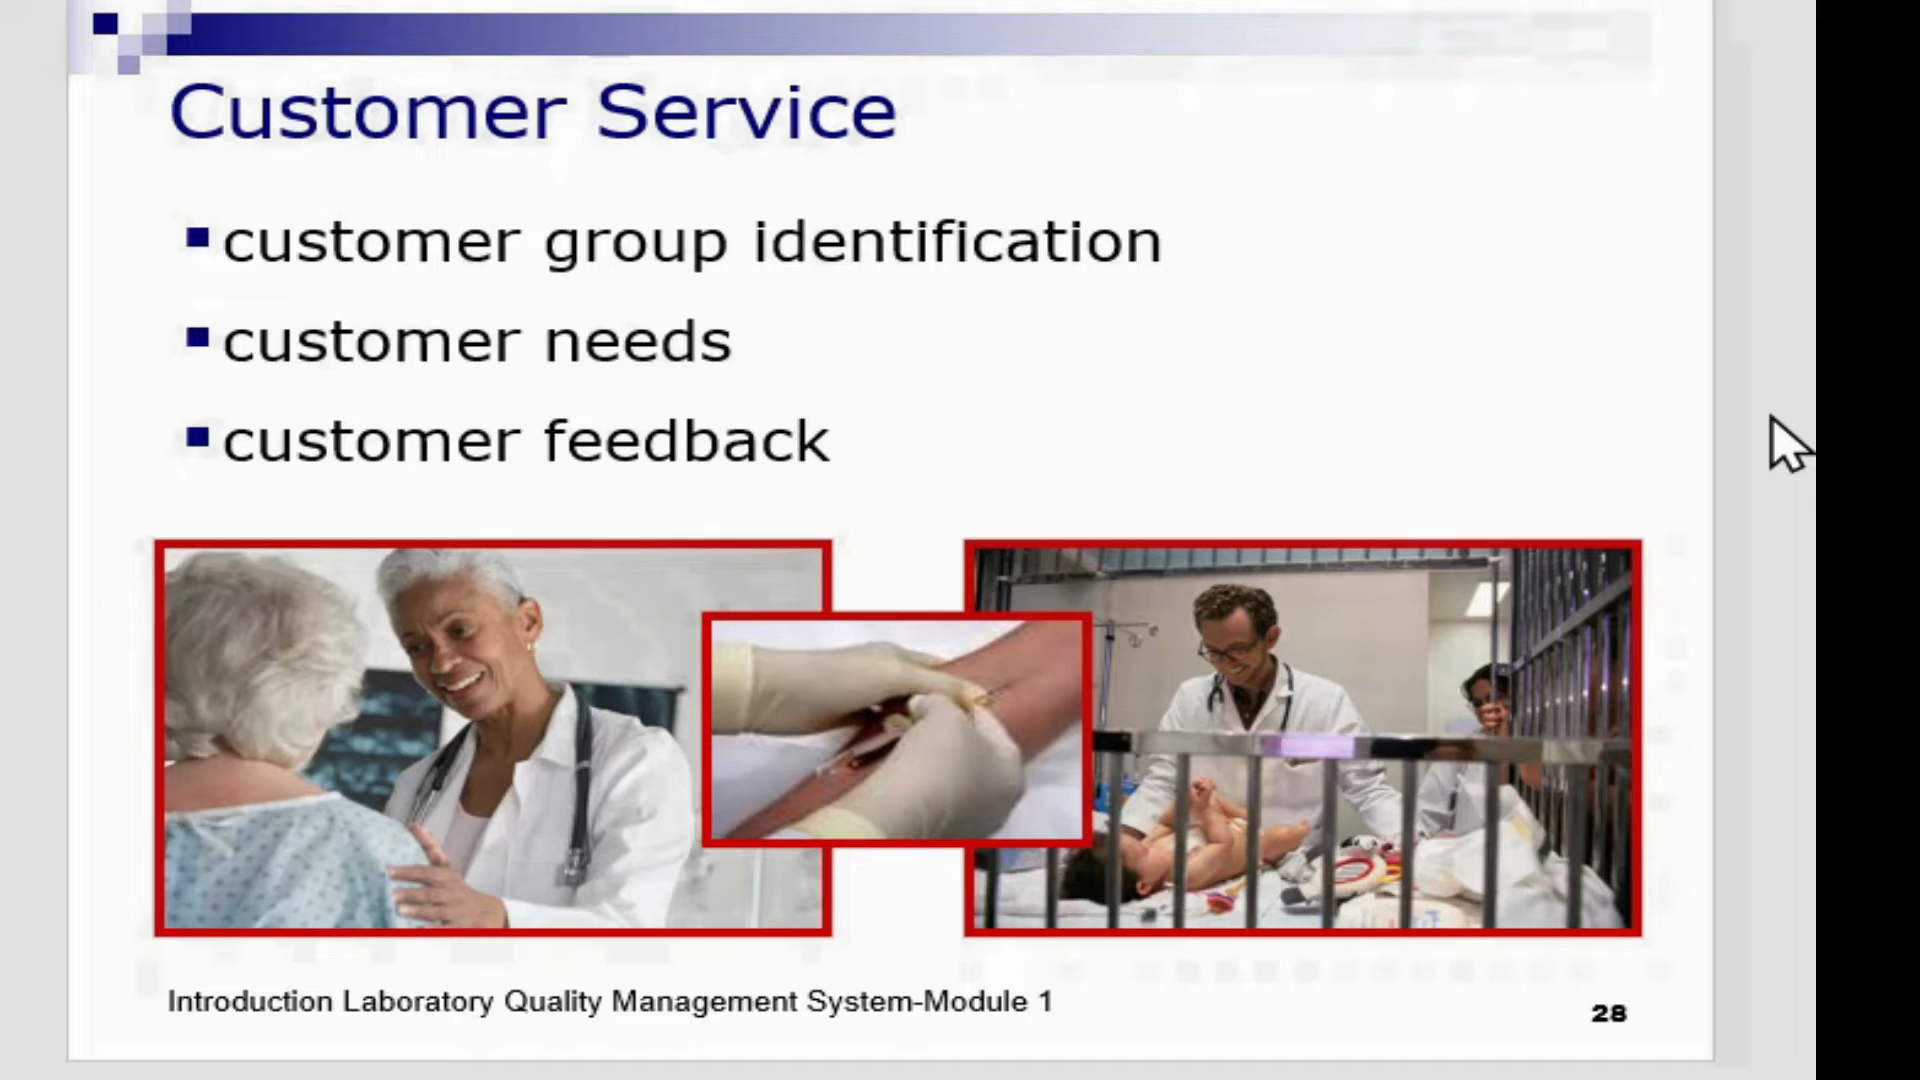 Customer Service
customer group identification
customer needs
customer feedback
Introduction Laboratory Quality Management System-Module 1
28